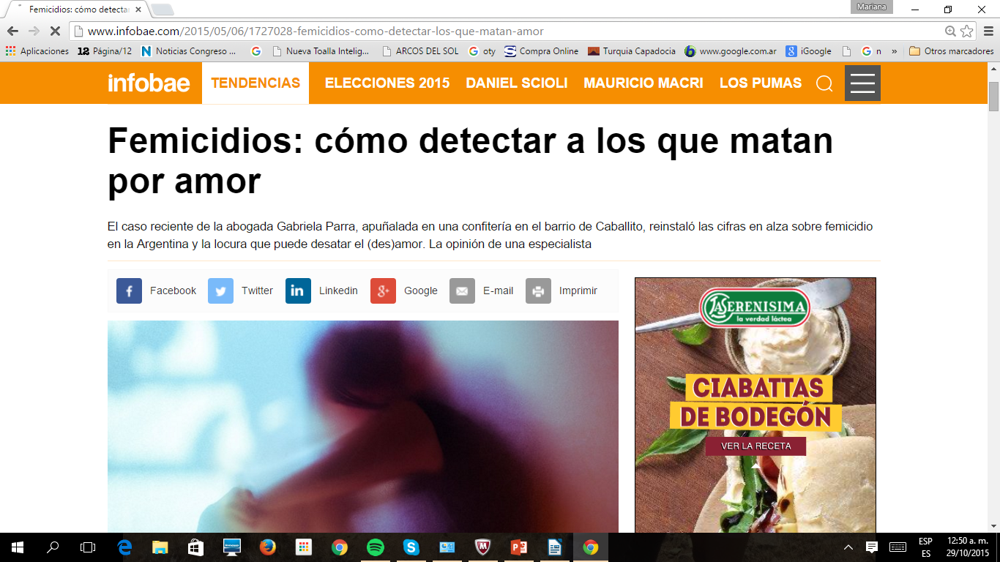 Femicidios: cómo detectar
Mariana
www.infobae.com/2015/05/06/1727028-femicidios-como-detectar-los-que-matan-amor
Aplicaciones 12 Página/12 N Noticias Congreso ... G Nueva Toalla Intelig... ARCOS DEL SOL G oty S Compra Online Turquia Capadocia b www.google.com.ar 8 iGoogle G n » Otros marcadores
infobae TENDENCIAS ELECCIONES 2015 DANIEL SCIOLI MAURICIO MACRI LOS PUMAS
Femicidios: cómo detectar a los que matan
por amor
El caso reciente de la abogada Gabriela Parra, apuñalada en una confitería en el barrio de Caballito, reinstaló las cifras en alza sobre femicidio
en la Argentina y la locura que puede desatar el (des)amor. La opinión de una especialista
Facebook Twitter Linkedin Google E-mail Imprimir
LA SERENISIMA
la verdad láctea
CIABATTAS
DE BODEGÓN
VER LA RECETA
ESP 12:50 a. m.
ES 29/10/2015